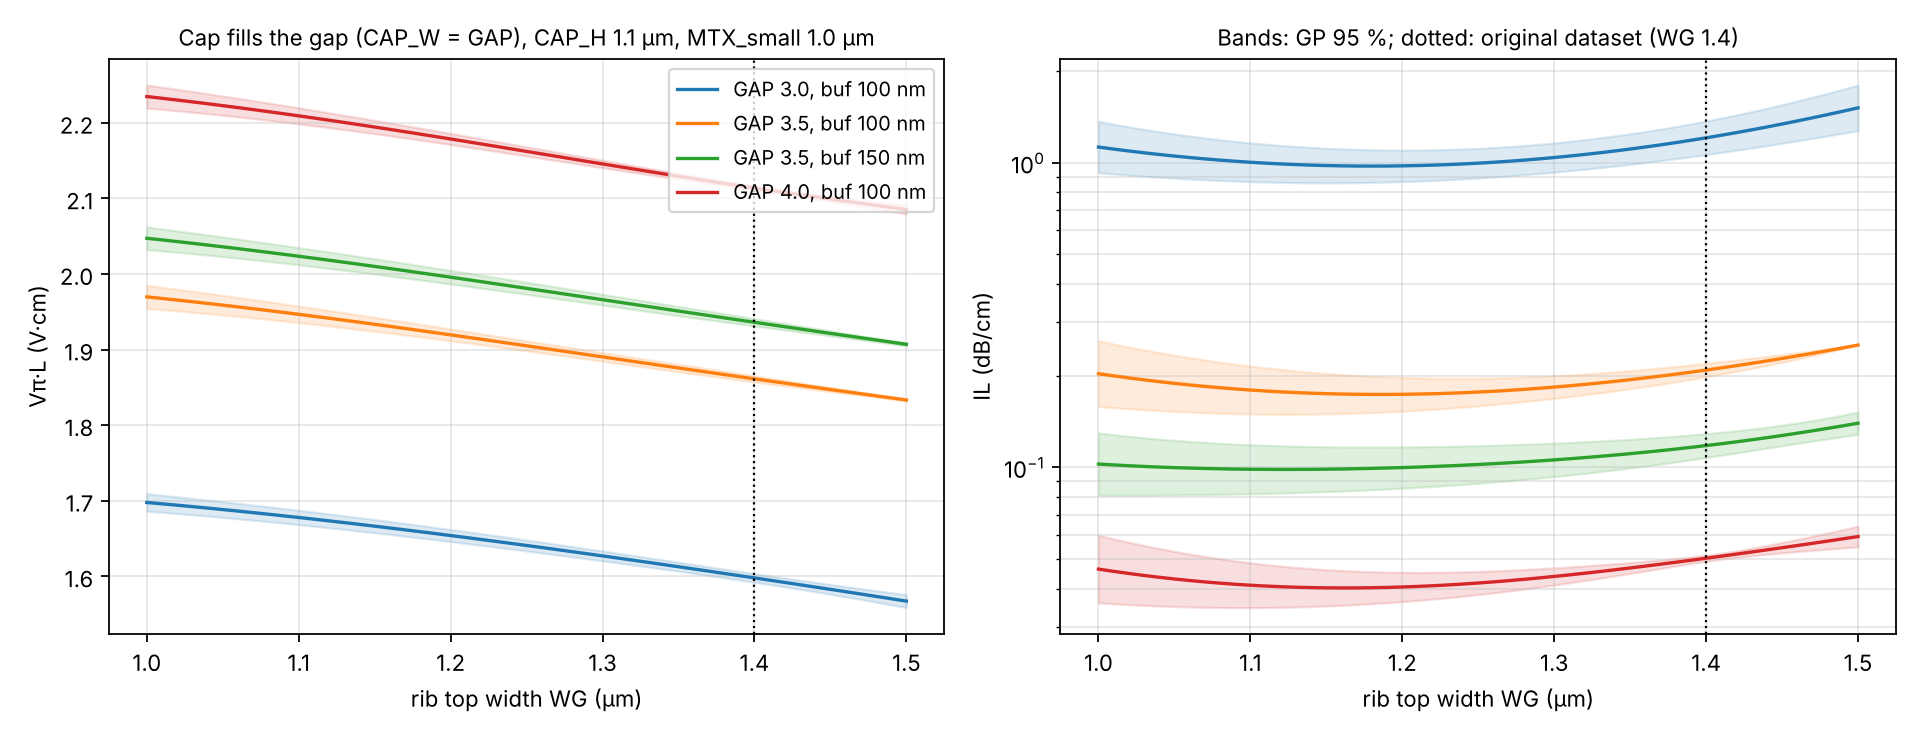 Cap fills the gap (CAP_W = GAP), CAP_H 1.1 µm, MTX_small 1.0 µm
GAP 3.0, buf 100 nm
GAP 3.5, buf 100 nm
GAP 3.5, buf 150 nm
GAP 4.0, buf 100 nm
Vπ·L (V·cm)
2.2
2.1
2.0
1.9
1.8
1.7
1.6
1.0 1.1 1.2 1.3 1.4 1.5
rib top width WG (µm)
Bands: GP 95 %; dotted: original dataset (WG 1.4)
IL (dB/cm)
10⁰
10⁻¹
1.0 1.1 1.2 1.3 1.4 1.5
rib top width WG (µm)